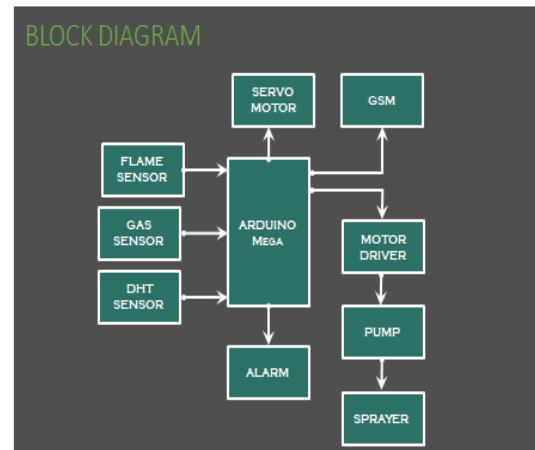 BLOCK DIAGRAM
SERVO
MOTOR
GSM
FLAME
SENSOR
GAS
SENSOR
ARDUINO
MEGA
MOTOR
DRIVER
DHT
SENSOR
PUMP
ALARM
SPRAYER